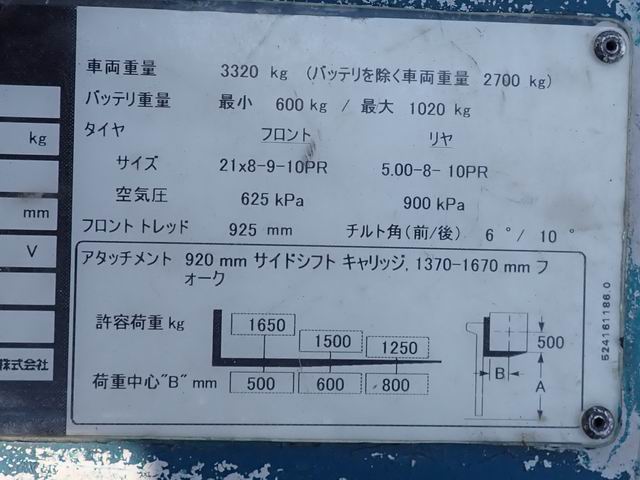 車両重量 3320 kg (バッテリを除く車両重量 2700 kg)
バッテリ重量 最小 600 kg / 最大 1020 kg
タイヤ フロント リヤ
サイズ 21x8-9-10PR 5.00-8- 10PR
kg
空気圧 625 kPa 900 kPa
mm
フロント トレッド 925 mm チルト角(前/後) 6 °/ 10 °
V
アタッチメント 920 mm サイドシフト キャリッジ, 1370-1670 mm フ
ォーク
許容荷重 kg 1650 1500 1250
500
株式会社
荷重中心"B" mm 500 600 800
B A
524161186.0